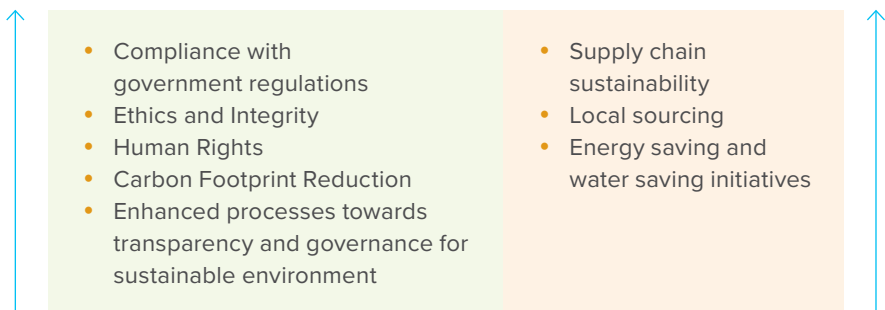 • Compliance with
government regulations
• Ethics and Integrity
• Human Rights
• Carbon Footprint Reduction
• Enhanced processes towards
transparency and governance for
sustainable environment
• Supply chain
sustainability
• Local sourcing
• Energy saving and
water saving initiatives